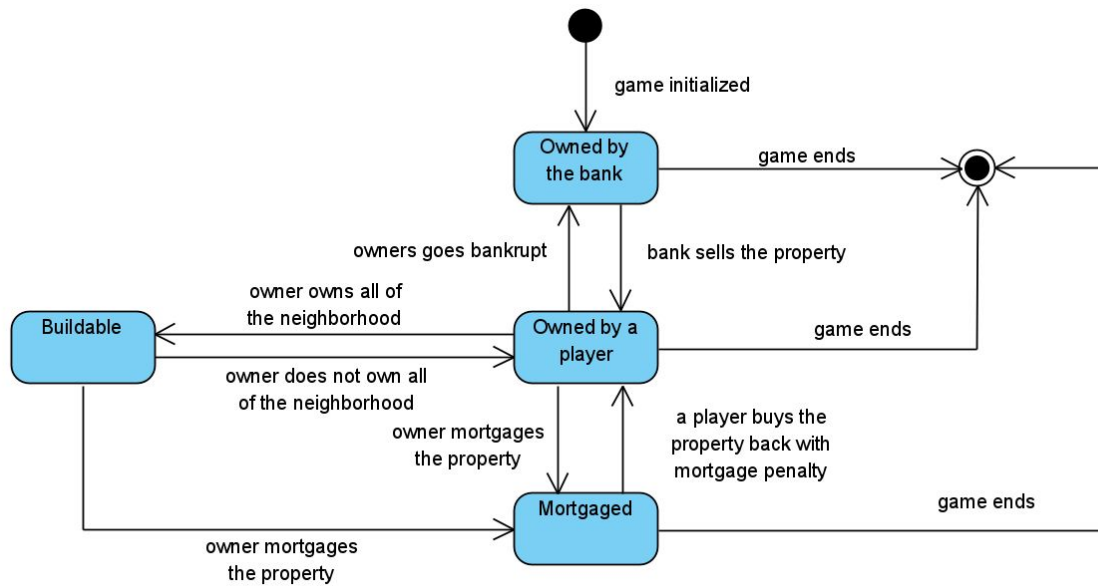 game initialized
Owned by
the bank
game ends
owners goes bankrupt
bank sells the property
owner owns all of
the neighborhood
Buildable
Owned by a
player
game ends
owner does not own all
of the neighborhood
owner mortgages
the property
a player buys the
property back with
mortgage penalty
Mortgaged
game ends
owner mortgages
the property